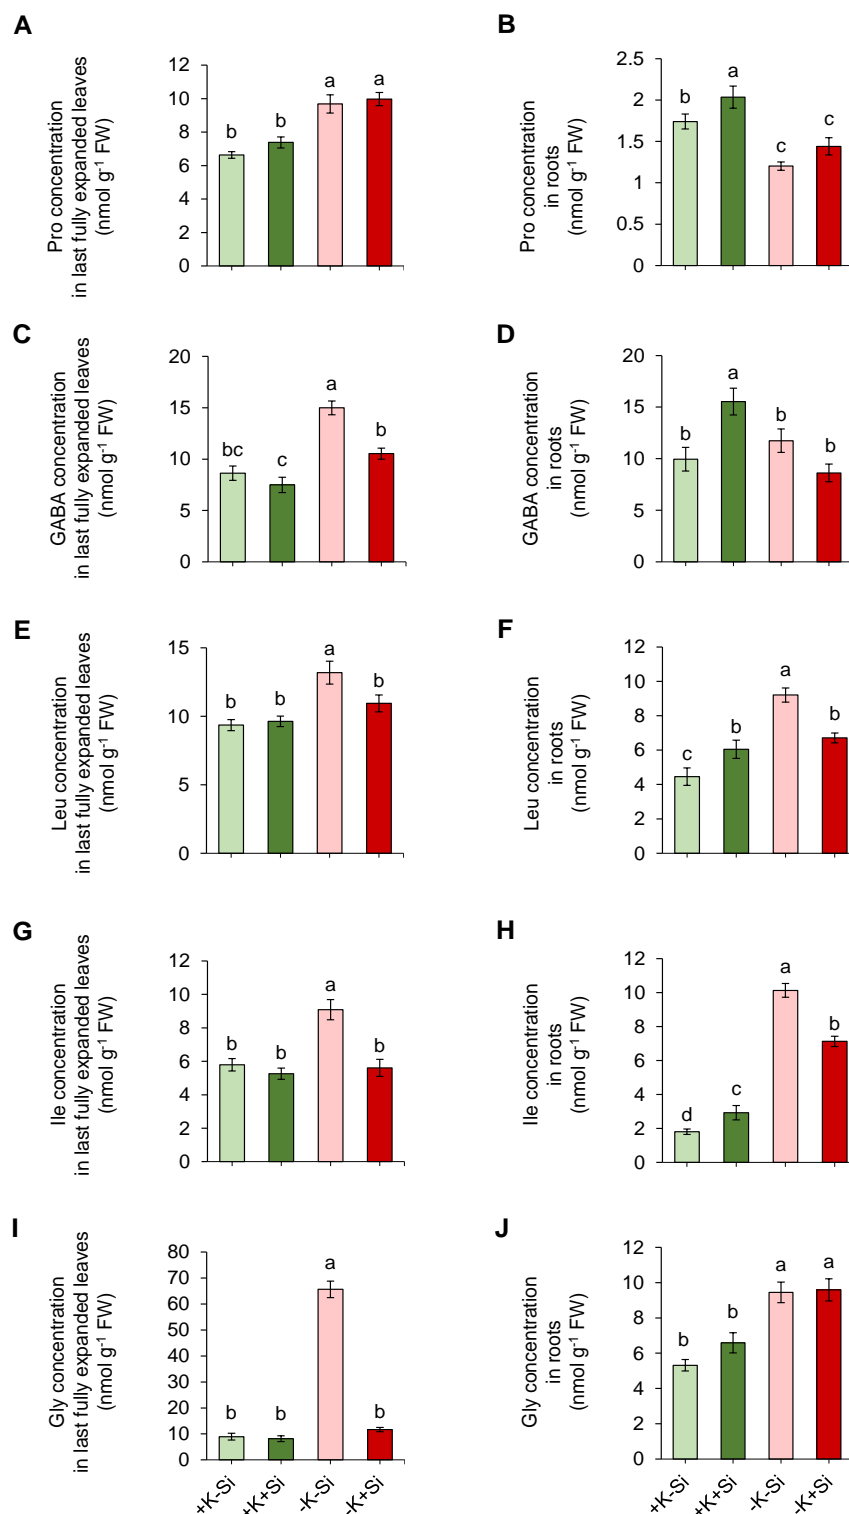 A
Pro concentration
in last fully expanded leaves
(nmol g⁻¹ FW)
12
10
8
6
4
2
0
b
b
a
a
B
Pro concentration
in roots
(nmol g⁻¹ FW)
2.5
2
1.5
1
0.5
0
b
a
c
c
C
GABA concentration
in last fully expanded leaves
(nmol g⁻¹ FW)
20
15
10
5
0
bc
c
a
b
D
GABA concentration
in roots
(nmol g⁻¹ FW)
20
15
10
5
0
b
a
b
b
E
Leu concentration
in last fully expanded leaves
(nmol g⁻¹ FW)
15
10
5
0
b
b
a
b
F
Leu concentration
in roots
(nmol g⁻¹ FW)
12
10
8
6
4
2
0
c
b
a
b
G
Ile concentration
in last fully expanded leaves
(nmol g⁻¹ FW)
12
10
8
6
4
2
0
b
b
a
b
H
Ile concentration
in roots
(nmol g⁻¹ FW)
12
10
8
6
4
2
0
d
c
a
b
I
Gly concentration
in last fully expanded leaves
(nmol g⁻¹ FW)
80
70
60
50
40
30
20
10
0
b
b
a
b
+K-Si
+K+Si
-K-Si
-K+Si
J
Gly concentration
in roots
(nmol g⁻¹ FW)
12
10
8
6
4
2
0
b
b
a
a
+K-Si
+K+Si
-K-Si
-K+Si